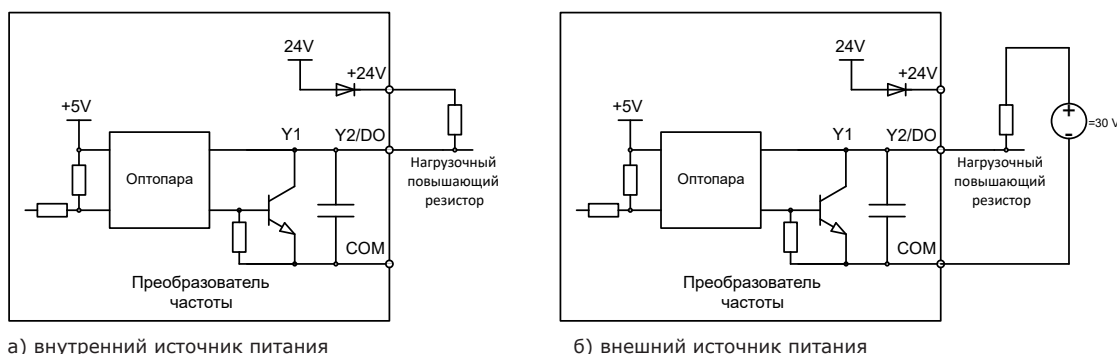 24V
+24V
+5V
Y1
Y2/DO
Оптопара
Нагрузочный
повышающий
резистор
COM
Преобразователь
частоты
а) внутренний источник питания
24V
+24V
+5V
Y1
Y2/DO
+
-
=30 V
Оптопара
Нагрузочный
повышающий
резистор
COM
Преобразователь
частоты
б) внешний источник питания